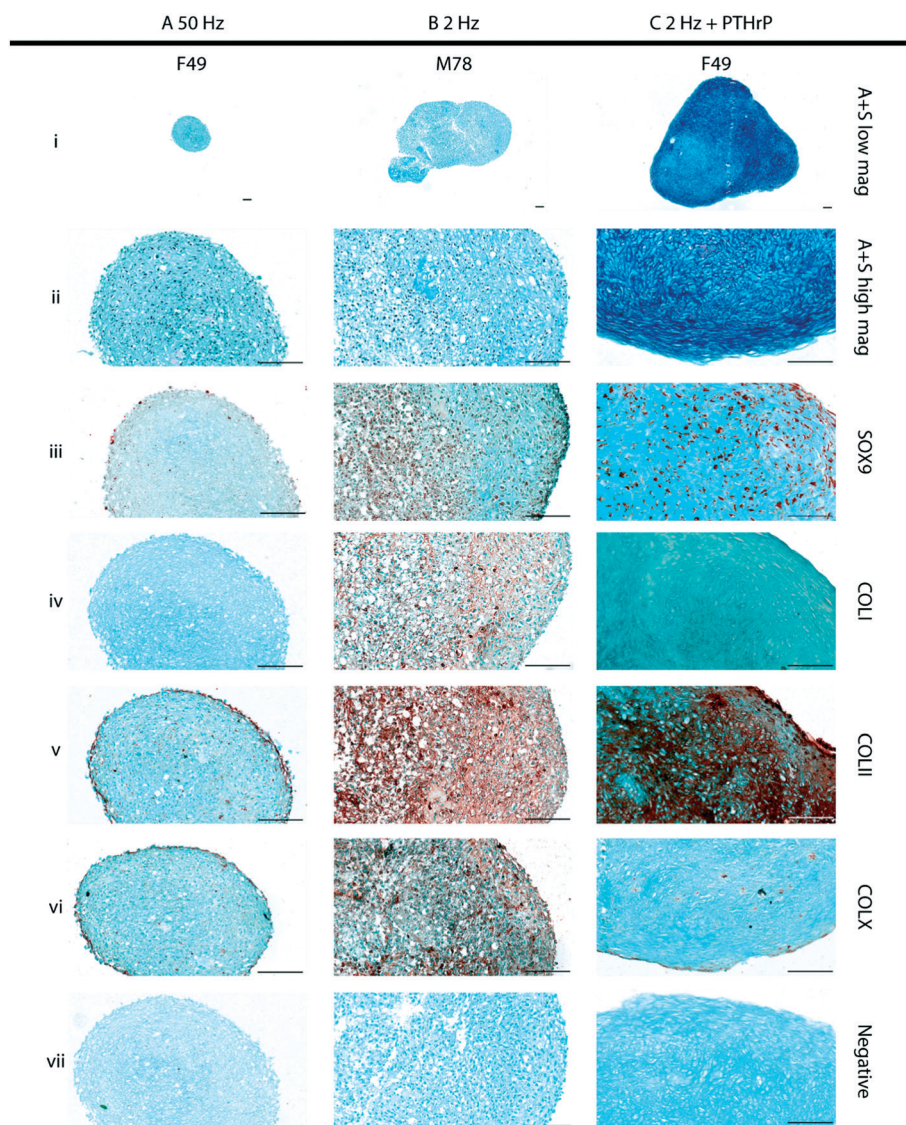 A 50 Hz B 2 Hz C 2 Hz + PTHrP
F49 M78 F49
i A+S low mag
ii A+S high mag
iii SOX9
iv COLI
v COLII
vi COLX
vii Negative